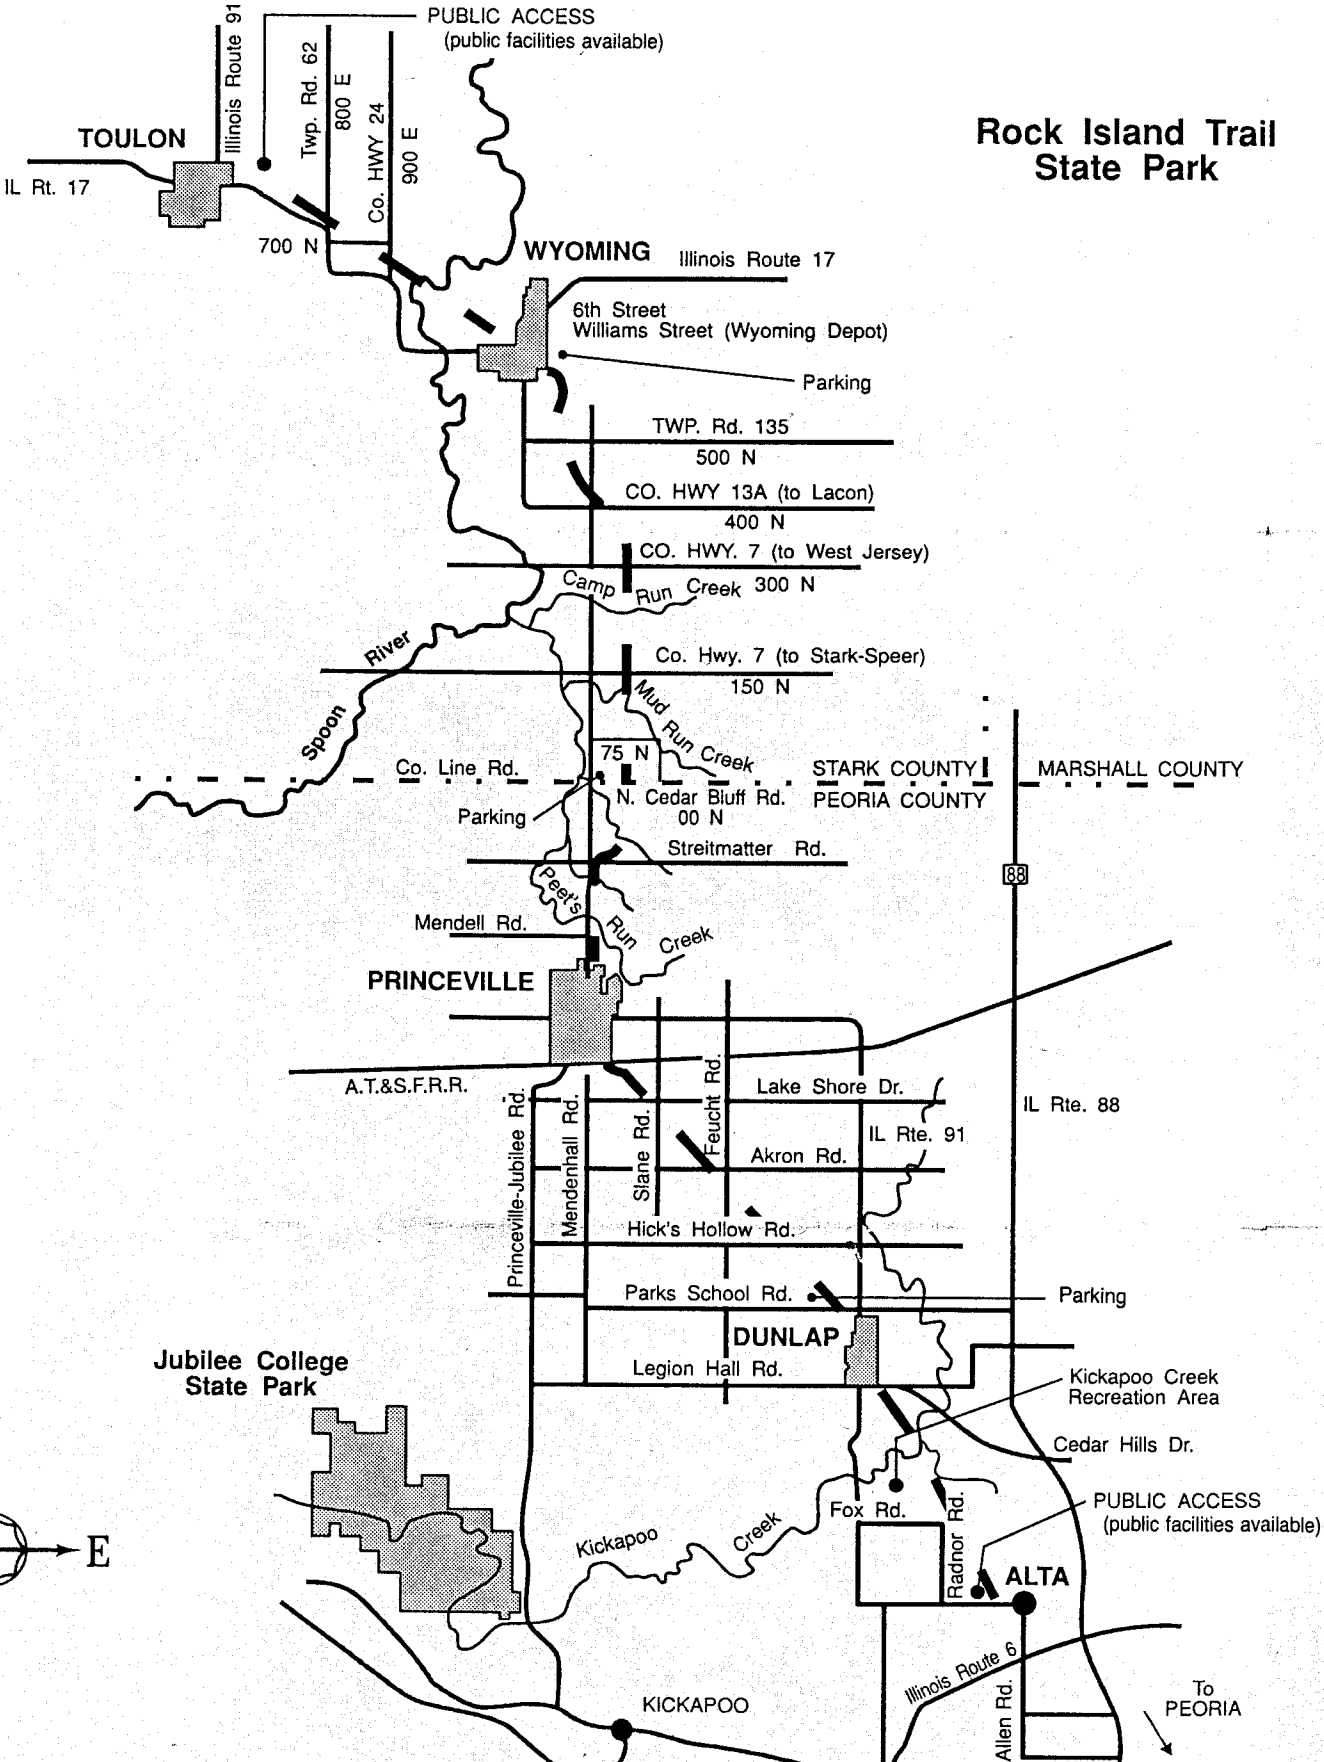 PUBLIC ACCESS
(public facilities available)
Illinois Route 91
Twp. Rd. 62
800 E
Co. HWY 24
900 E
Rock Island Trail
State Park
TOULON
IL Rt. 17
700 N
WYOMING
Illinois Route 17
6th Street
Williams Street (Wyoming Depot)
Parking
TWP. Rd. 135
500 N
CO. HWY 13A (to Lacon)
400 N
CO. HWY. 7 (to West Jersey)
300 N
Camp Run Creek
River
Spoon
Co. Hwy. 7 (to Stark-Speer)
150 N
Mud Run Creek
75 N
Co. Line Rd.
STARK COUNTY
MARSHALL COUNTY
N. Cedar Bluff Rd.
PEORIA COUNTY
00 N
Parking
Streitmatter Rd.
88
Peet's Run Creek
Mendell Rd.
PRINCEVILLE
A.T.&S.F.R.R.
Princeville-Jubilee Rd.
Mendenhall Rd.
Slane Rd.
Feucht Rd.
Lake Shore Dr.
IL Rte. 88
IL Rte. 91
Akron Rd.
Hick's Hollow Rd.
Parks School Rd.
Parking
DUNLAP
Legion Hall Rd.
Jubilee College
State Park
Kickapoo Creek
Recreation Area
Cedar Hills Dr.
PUBLIC ACCESS
(public facilities available)
Fox Rd.
Radnor Rd.
Kickapoo Creek
E
ALTA
Illinois Route 6
Allen Rd.
To
PEORIA
KICKAPOO